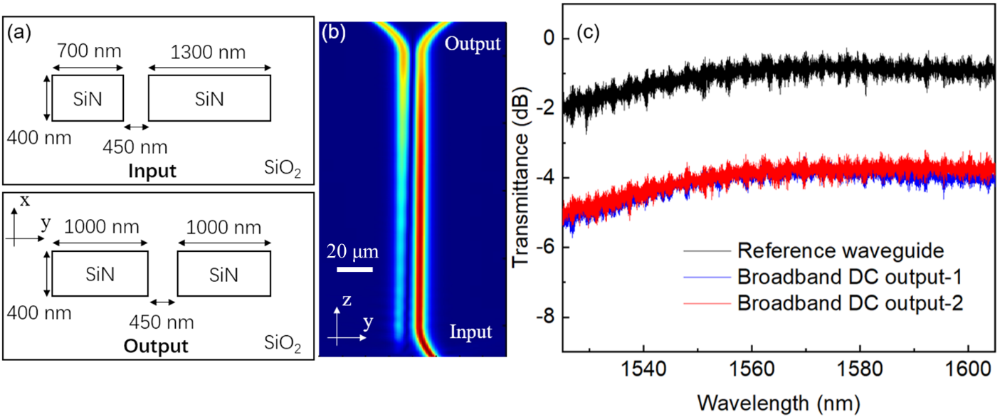 (a)
700 nm
1300 nm
SiN
SiN
400 nm
450 nm
Input
SiO₂
x
y
1000 nm
1000 nm
SiN
SiN
400 nm
450 nm
Output
SiO₂
(b)
Output
20 μm
z
y
Input
(c)
Transmittance (dB)
0
-2
-4
-6
-8
Reference waveguide
Broadband DC output-1
Broadband DC output-2
1540
1560
1580
1600
Wavelength (nm)